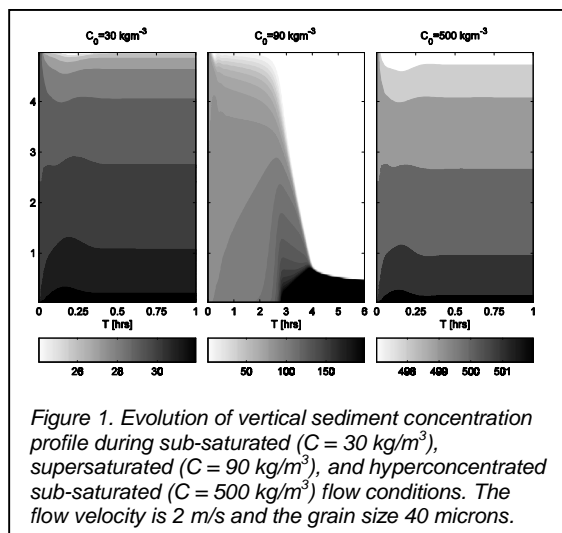 C₀=30 kgm⁻³ C₀=90 kgm⁻³ C₀=500 kgm⁻³
4
3
2
1
0 0.25 0.5 0.75 1 0 1 2 3 4 5 6 0 0.25 0.5 0.75 1
T [hrs] T [hrs] T [hrs]
26 28 30 50 100 150 498 499 500 501
Figure 1. Evolution of vertical sediment concentration
profile during sub-saturated (C = 30 kg/m³),
supersaturated (C = 90 kg/m³), and hyperconcentrated
sub-saturated (C = 500 kg/m³) flow conditions. The
flow velocity is 2 m/s and the grain size 40 microns.